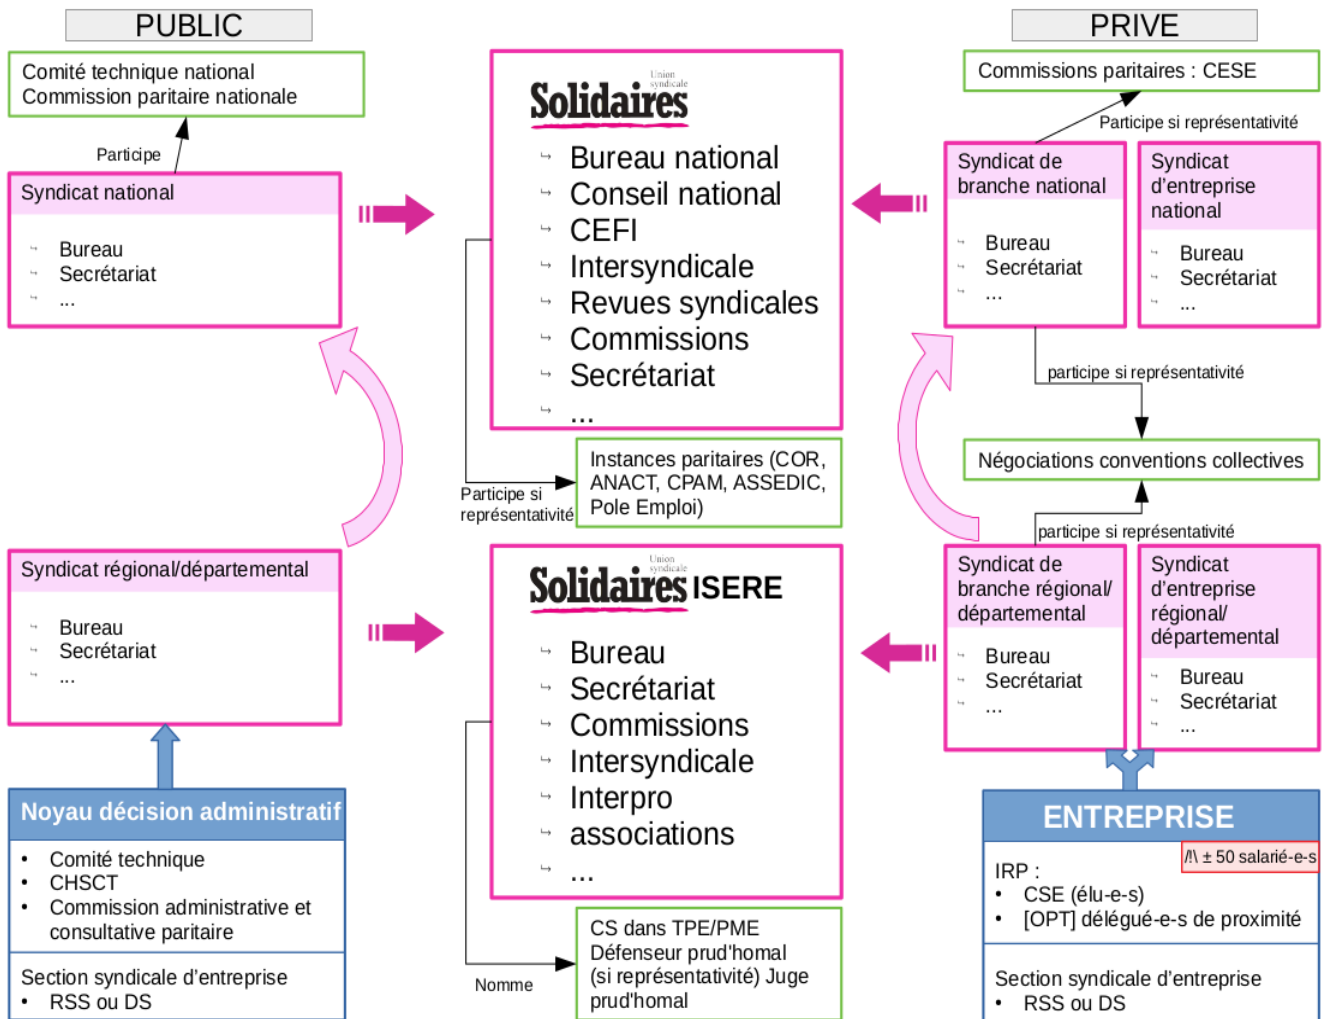 PUBLIC
Comité technique national
Commission paritaire nationale
Participe
Syndicat national
Bureau
Secrétariat
...
Syndicat régional/départemental
Bureau
Secrétariat
...
Noyau décision administratif
• Comité technique
• CHSCT
• Commission administrative et
consultative paritaire
Section syndicale d'entreprise
• RSS ou DS
Union
syndicale
Solidaires
Bureau national
Conseil national
CEFI
Intersyndicale
Revues syndicales
Commissions
Secrétariat
...
Participe si
représentativité
Instances paritaires (COR,
ANACT, CPAM, ASSEDIC,
Pole Emploi)
Union
syndicale
Solidaires ISERE
Bureau
Secrétariat
Commissions
Intersyndicale
Interpro
associations
...
Nomme
CS dans TPE/PME
Défenseur prud'homal
(si représentativité) Juge
prud'homal
PRIVE
Commissions paritaires : CESE
Participe si représentativité
Syndicat de
branche national
Bureau
Secrétariat
...
Syndicat
d'entreprise
national
Bureau
Secrétariat
...
participe si représentativité
Négociations conventions collectives
participe si représentativité
Syndicat de
branche régional/
départemental
Bureau
Secrétariat
...
Syndicat
d'entreprise
régional/
départemental
Bureau
Secrétariat
...
ENTREPRISE
/!\ ± 50 salarié-e-s
IRP :
• CSE (élu-e-s)
• [OPT] délégué-e-s de proximité
Section syndicale d'entreprise
• RSS ou DS